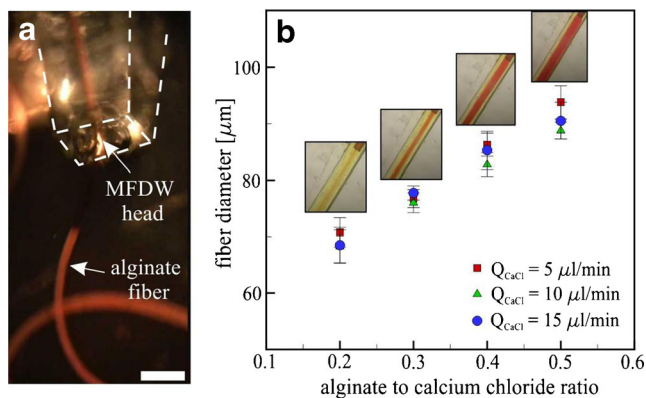 a
MFDW
head
alginate
fiber
b
fiber diameter [μm]
100
80
60
0.1 0.2 0.3 0.4 0.5 0.6
alginate to calcium chloride ratio
Q_CaCl = 5 μl/min
Q_CaCl = 10 μl/min
Q_CaCl = 15 μl/min